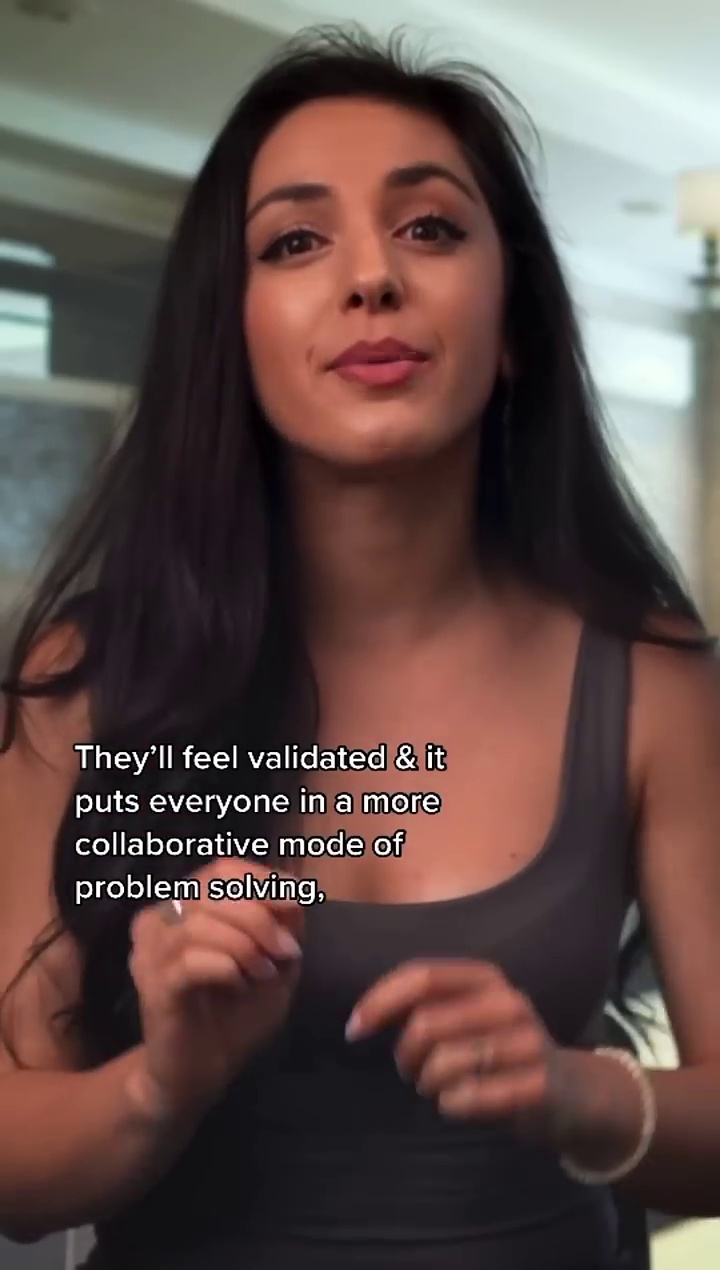 They’ll feel validated & it
puts everyone in a more
collaborative mode of
problem solving,